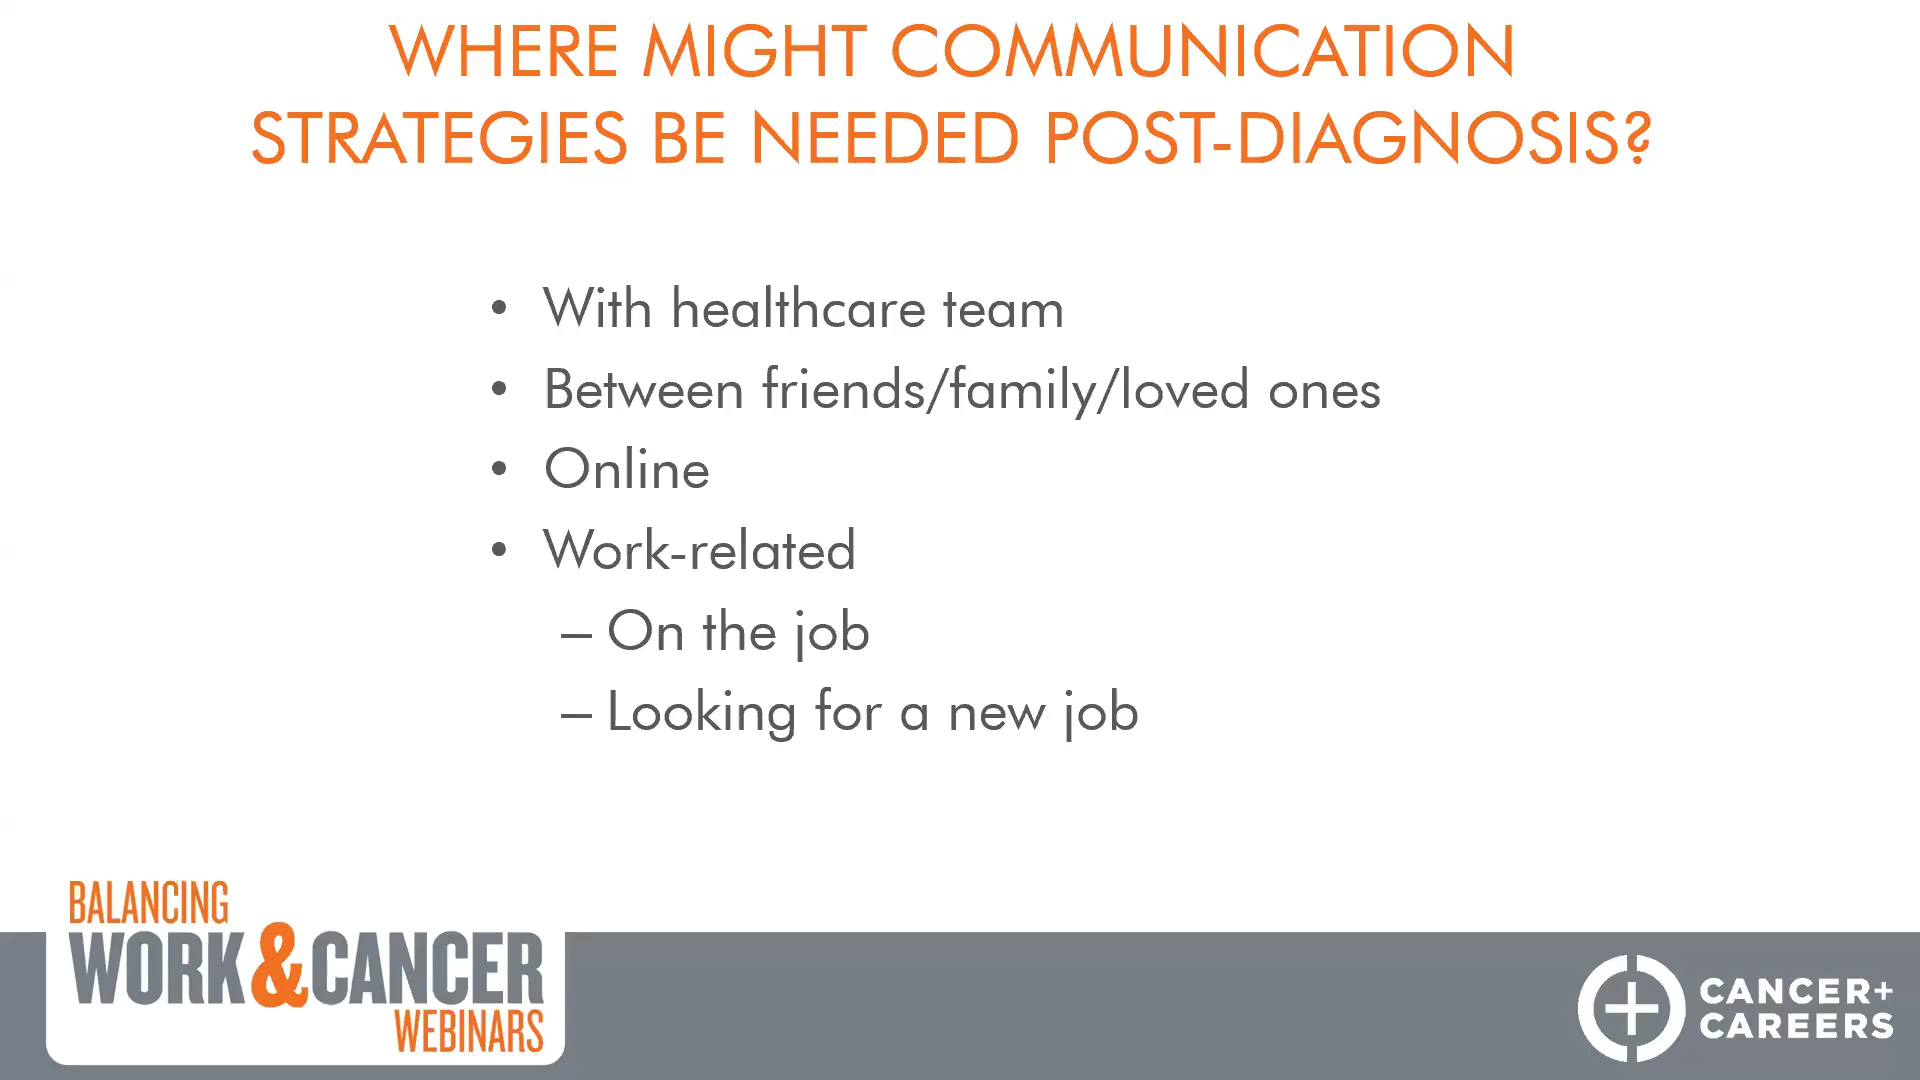 WHERE MIGHT COMMUNICATION
STRATEGIES BE NEEDED POST-DIAGNOSIS?
• With healthcare team
• Between friends/family/loved ones
• Online
• Work-related
– On the job
– Looking for a new job
BALANCING
WORK&CANCER
WEBINARS
CANCER+
CAREERS